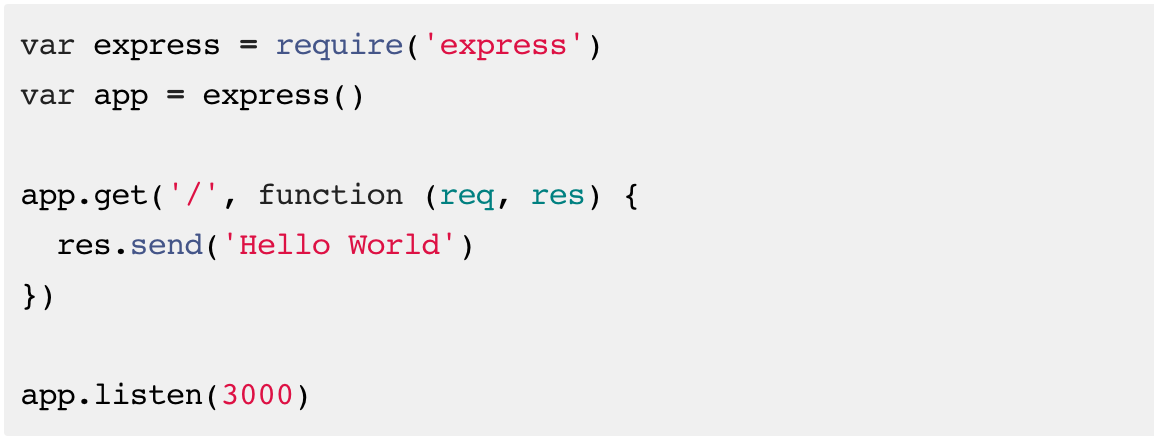 var express = require('express')
var app = express()

app.get('/', function (req, res) {
  res.send('Hello World')
})

app.listen(3000)